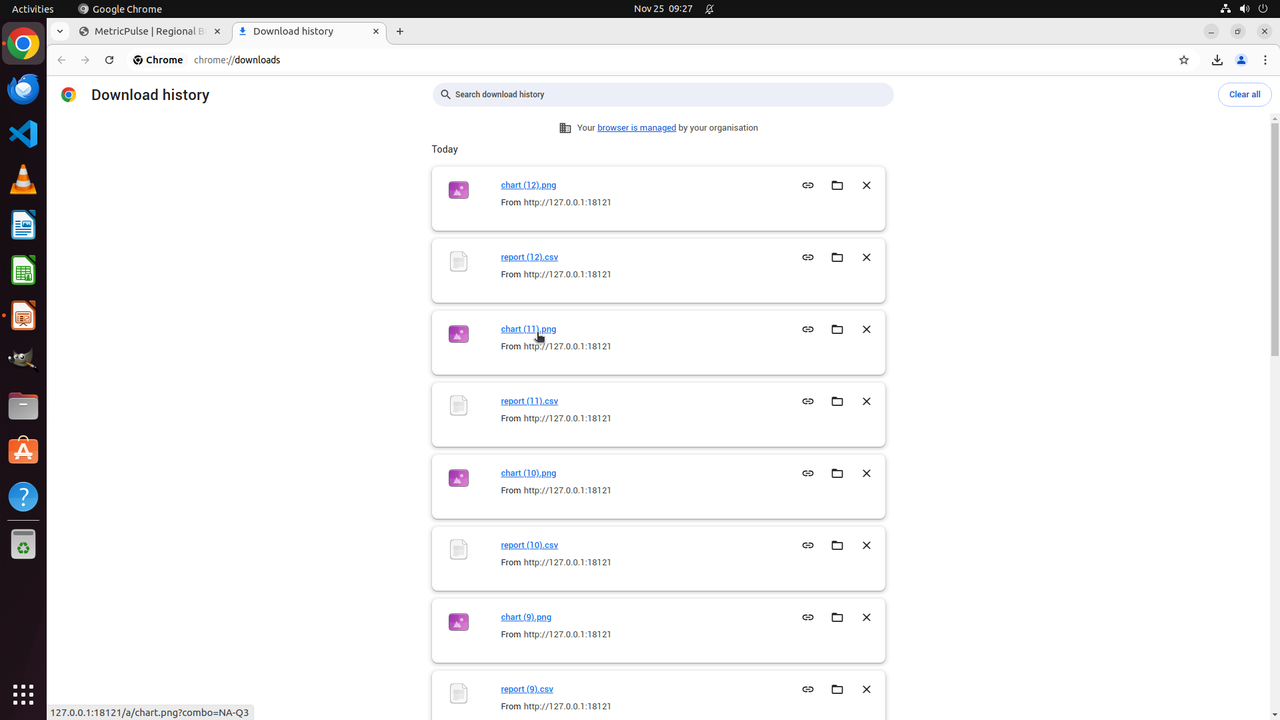 Activities
Google Chrome
Nov 25 09:27
MetricPulse | Regional B
Download history
Chrome
chrome://downloads
Download history
Search download history
Clear all
Your browser is managed by your organisation
Today
chart (12).png
From http://127.0.0.1:18121
report (12).csv
From http://127.0.0.1:18121
chart (11).png
From http://127.0.0.1:18121
report (11).csv
From http://127.0.0.1:18121
chart (10).png
From http://127.0.0.1:18121
report (10).csv
From http://127.0.0.1:18121
chart (9).png
From http://127.0.0.1:18121
report (9).csv
From http://127.0.0.1:18121
127.0.0.1:18121/a/chart.png?combo=NA-Q3